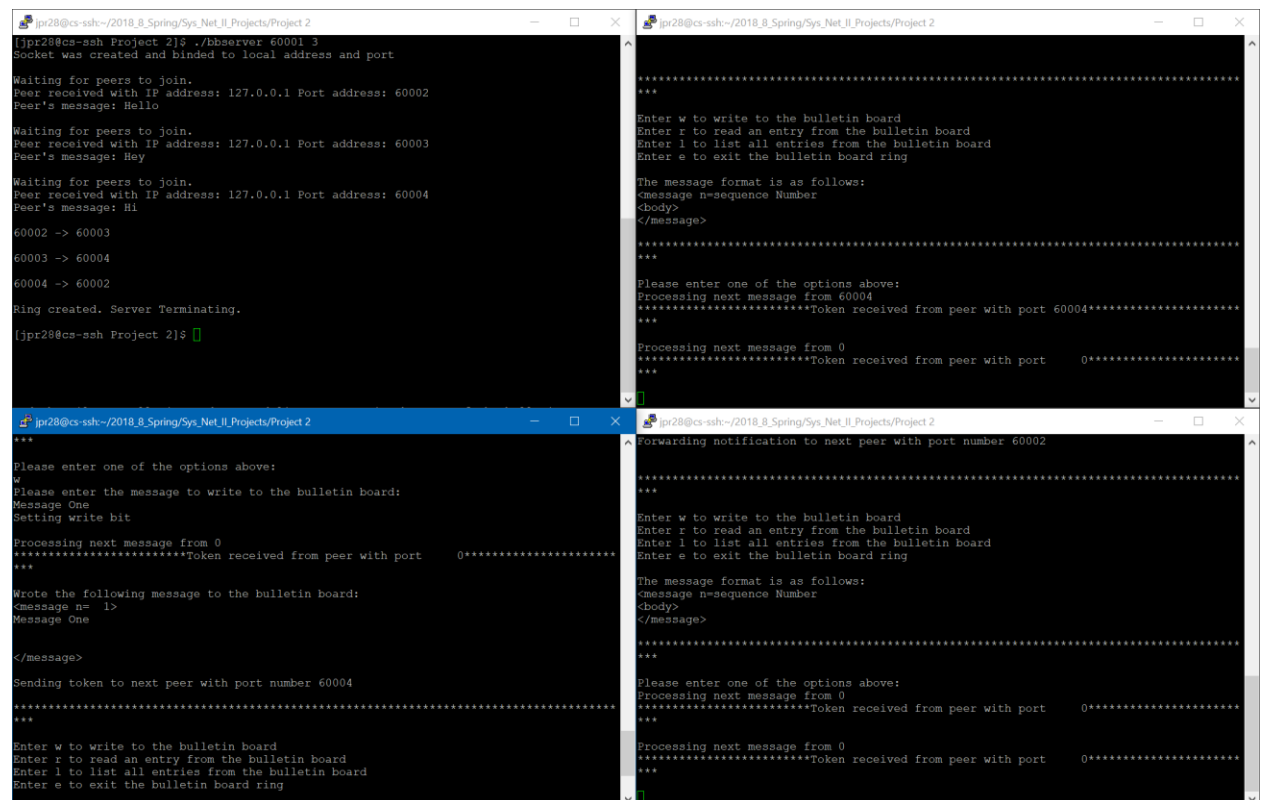 jpr28@cs-ssh:~/2018_8_Spring/Sys_Net_II_Projects/Project 2
[jpr28@cs-ssh Project 2]$ ./bbserver 60001 3
Socket was created and binded to local address and port
Waiting for peers to join.
Peer received with IP address: 127.0.0.1 Port address: 60002
Peer's message: Hello
Waiting for peers to join.
Peer received with IP address: 127.0.0.1 Port address: 60003
Peer's message: Hey
Waiting for peers to join.
Peer received with IP address: 127.0.0.1 Port address: 60004
Peer's message: Hi
60002 -> 60003
60003 -> 60004
60004 -> 60002
Ring created. Server Terminating.
[jpr28@cs-ssh Project 2]$
jpr28@cs-ssh:~/2018_8_Spring/Sys_Net_II_Projects/Project 2
***************************************************************************************
***
Enter w to write to the bulletin board
Enter r to read an entry from the bulletin board
Enter l to list all entries from the bulletin board
Enter e to exit the bulletin board ring
The message format is as follows:
<message n=sequence Number
<body>
</message>
***************************************************************************************
***
Please enter one of the options above:
Processing next message from 60004
*************************Token received from peer with port 60004**********************
***
Processing next message from 0
*************************Token received from peer with port     0**********************
***
jpr28@cs-ssh:~/2018_8_Spring/Sys_Net_II_Projects/Project 2
***
Please enter one of the options above:
w
Please enter the message to write to the bulletin board:
Message One
Setting write bit
Processing next message from 0
*************************Token received from peer with port     0**********************
***
Wrote the following message to the bulletin board:
<message n=  1>
Message One
</message>
Sending token to next peer with port number 60004
***************************************************************************************
***
Enter w to write to the bulletin board
Enter r to read an entry from the bulletin board
Enter l to list all entries from the bulletin board
Enter e to exit the bulletin board ring
jpr28@cs-ssh:~/2018_8_Spring/Sys_Net_II_Projects/Project 2
Forwarding notification to next peer with port number 60002
***************************************************************************************
***
Enter w to write to the bulletin board
Enter r to read an entry from the bulletin board
Enter l to list all entries from the bulletin board
Enter e to exit the bulletin board ring
The message format is as follows:
<message n=sequence Number
<body>
</message>
***************************************************************************************
***
Please enter one of the options above:
Processing next message from 0
*************************Token received from peer with port     0**********************
***
Processing next message from 0
*************************Token received from peer with port     0**********************
***